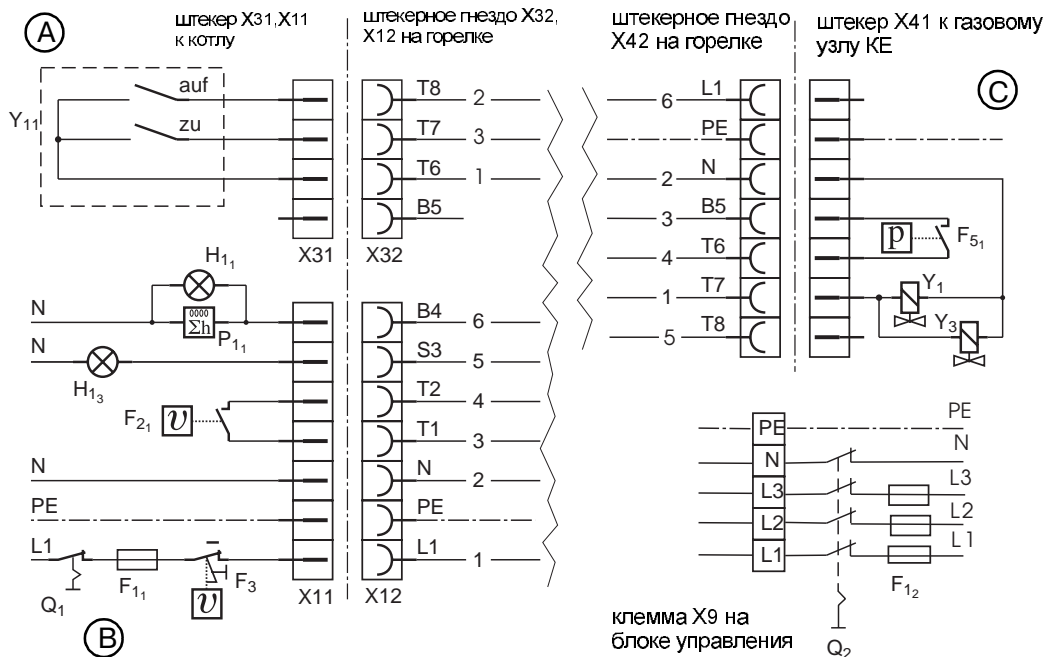 A
штекер X31,X11
к котлу
штекерное гнездо X32,
X12 на горелке
штекерное гнездо
X42 на горелке
штекер X41 к газовому
узлу КЕ
C
auf
zu
Y11
T8 2
T7 3
T6 1
B5
X31 X32
6 L1
PE
2 N
3 B5
4 T6
1 T7
5 T8
p F51
Y1
Y3
H11
N
0000
Σh P11
B4 6
N
S3 5
H13
T2 4
F21 v
T1 3
N
N 2
PE
PE
L1
L1 1
Q1
F11
F3
v
X11 X12
B
PE PE
N N
L3 L3
L2 L2
L1 L1
F12
клемма X9 на
блоке управления
Q2